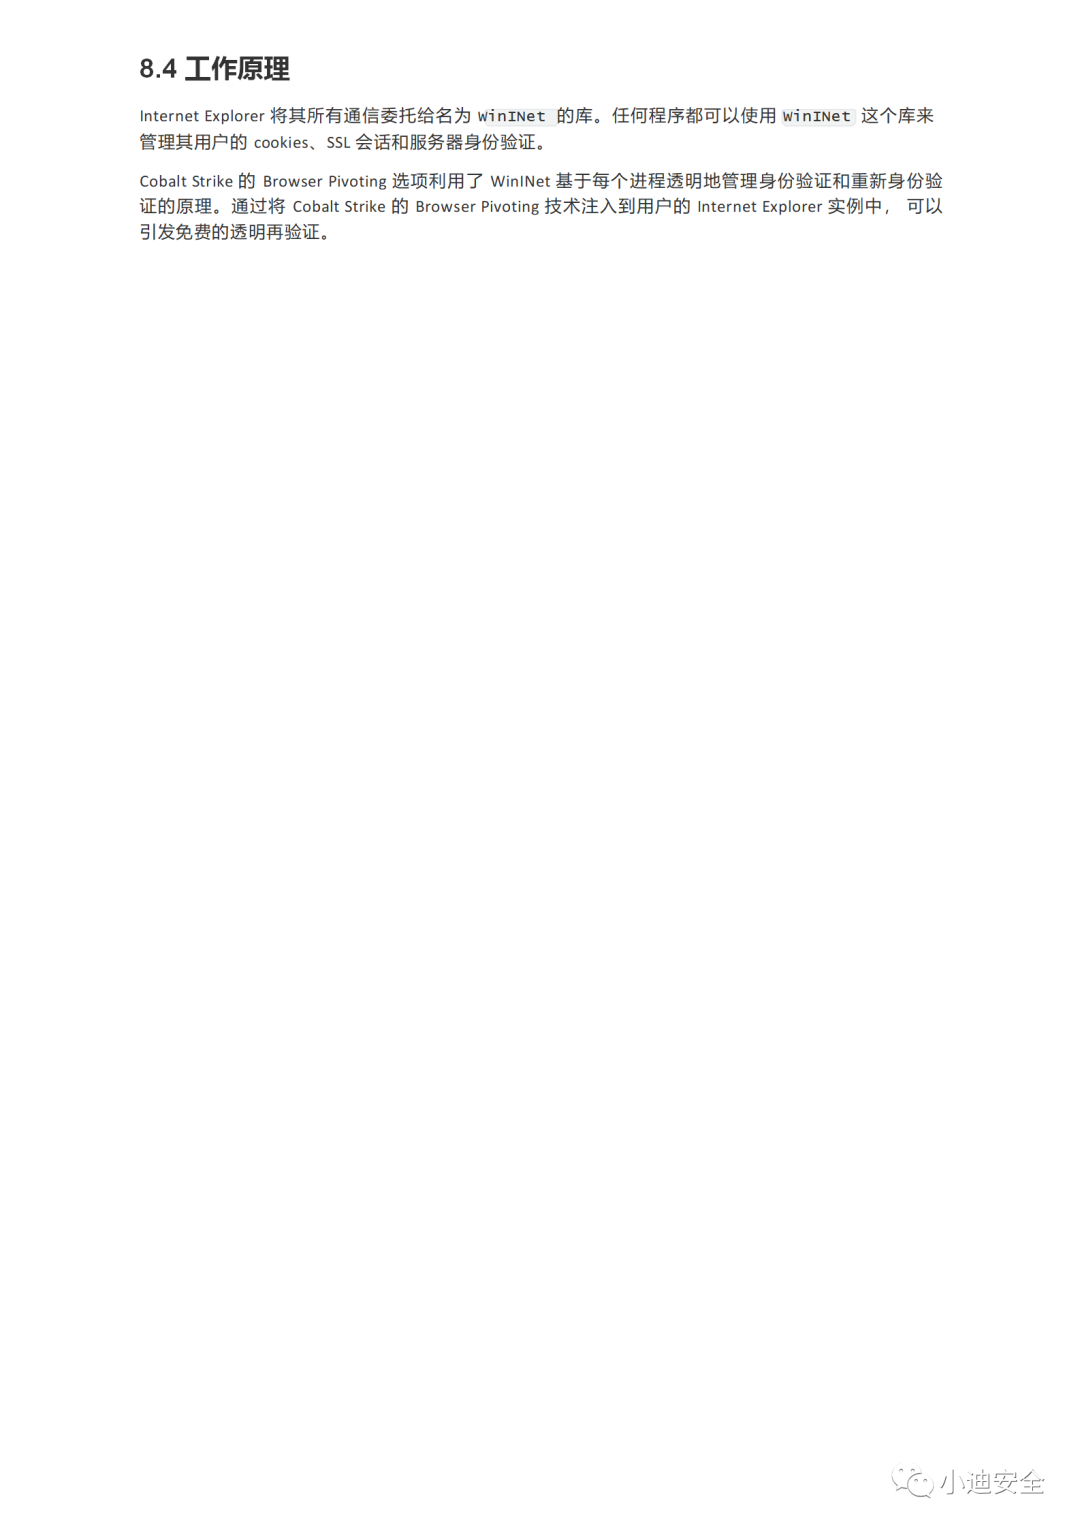 8.4 工作原理
Internet Explorer 将其所有通信委托给名为 WinINet 的库。任何程序都可以使用 WinINet 这个库来
管理其用户的 cookies、SSL 会话和服务器身份验证。
Cobalt Strike 的 Browser Pivoting 选项利用了 WinINet 基于每个进程透明地管理身份验证和重新身份验
证的原理。通过将 Cobalt Strike 的 Browser Pivoting 技术注入到用户的 Internet Explorer 实例中， 可以
引发免费的透明再验证。
小迪安全